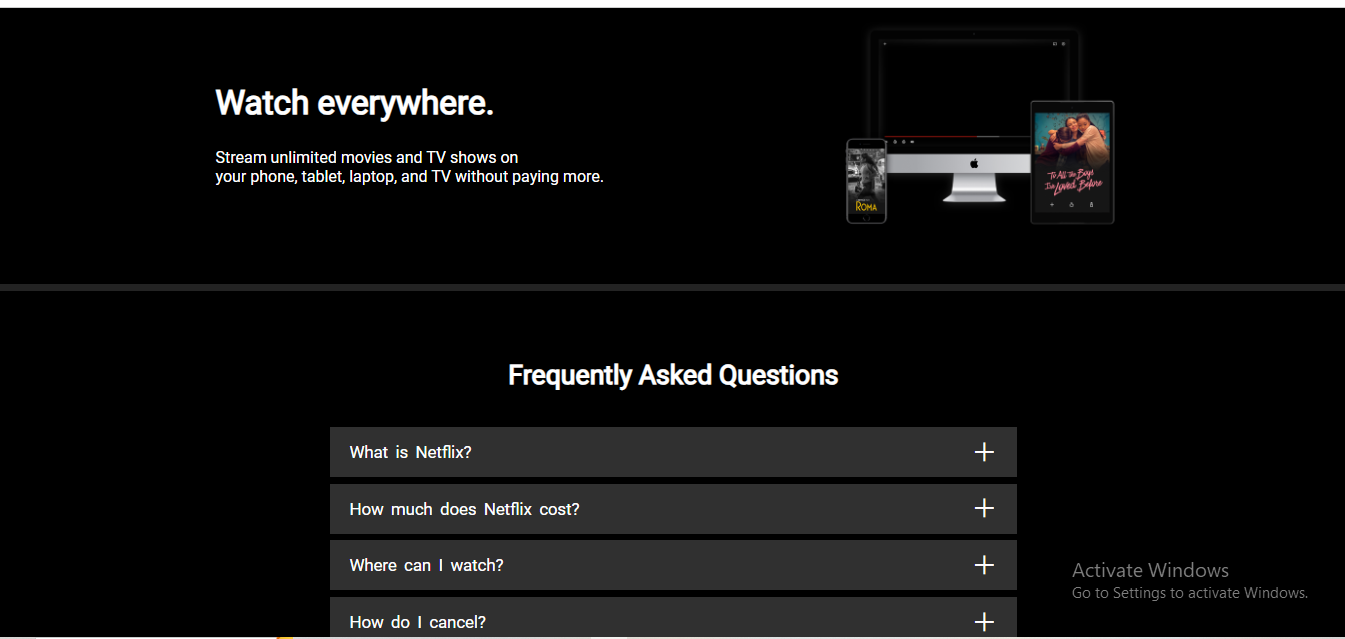 Watch everywhere.
Stream unlimited movies and TV shows on
your phone, tablet, laptop, and TV without paying more.
ROMA
To All The Boys
I've Loved Before
Frequently Asked Questions
What is Netflix?
How much does Netflix cost?
Where can I watch?
How do I cancel?
Activate Windows
Go to Settings to activate Windows.